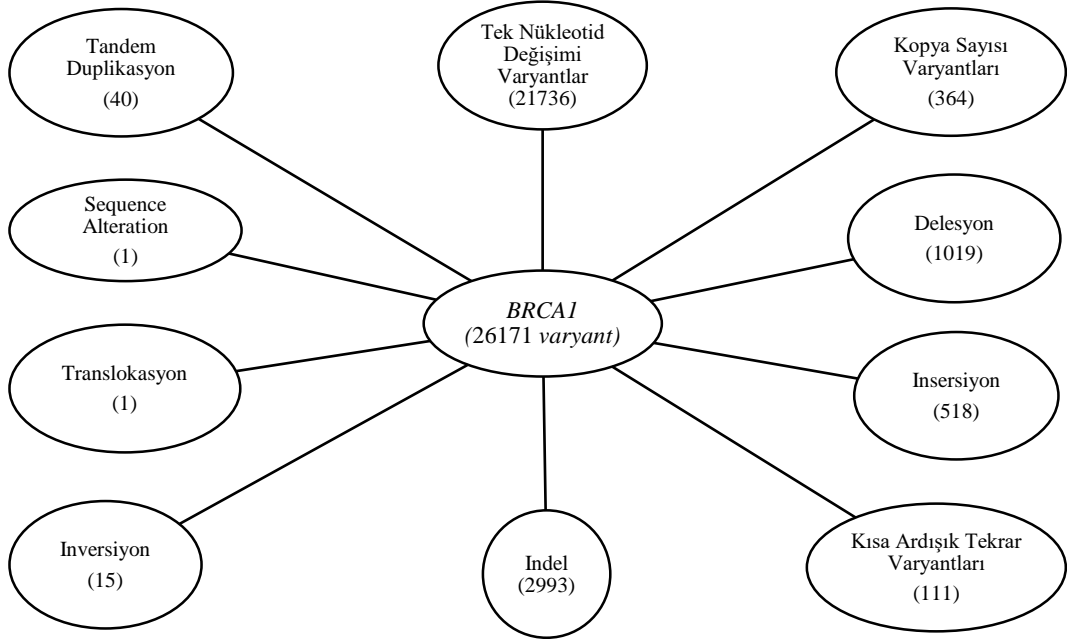 Tandem
Duplikasyon
(40)
Tek Nükleotid
Değişimi
Varyantlar
(21736)
Kopya Sayısı
Varyantları
(364)
Sequence
Alteration
(1)
Delesyon
(1019)
BRCA1
(26171 varyant)
Translokasyon
(1)
Insersiyon
(518)
Inversiyon
(15)
Indel
(2993)
Kısa Ardışık Tekrar
Varyantları
(111)